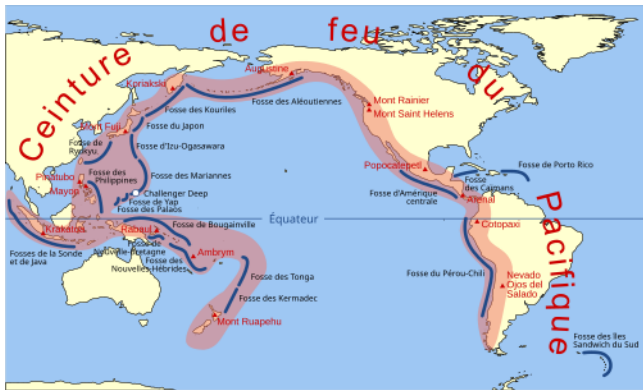 Ceinture
de
feu
du
Pacifique
Augustine
Koriakski
Fosse des Aléoutiennes
Fosse des Kouriles
Mont Rainier
Mont Saint Helens
Mont Fuji
Fosse du Japon
Fosse de
Ryukyu
Fosse d'Izu-Ogasawara
Pinatubo
Mayon
Fosse des
Philippines
Fosse des Mariannes
Challenger Deep
Fosse de Yap
Fosse des Palaos
Popocatepetl
Fosse de Porto Rico
Fosse
des Caïmans
Fosse d'Amérique
centrale
Arenal
Équateur
Krakatoa
Rabaul
Fosse de Bougainville
Cotopaxi
Fosses de la Sonde
et de Java
Fosse de
Nouvelle-Bretagne
Ambrym
Fosse des
Nouvelles-Hébrides
Fosse des Tonga
Fosse du Pérou-Chili
Nevado
Ojos del
Salado
Fosse des Kermadec
Mont Ruapehu
Fosse des Îles
Sandwich du Sud